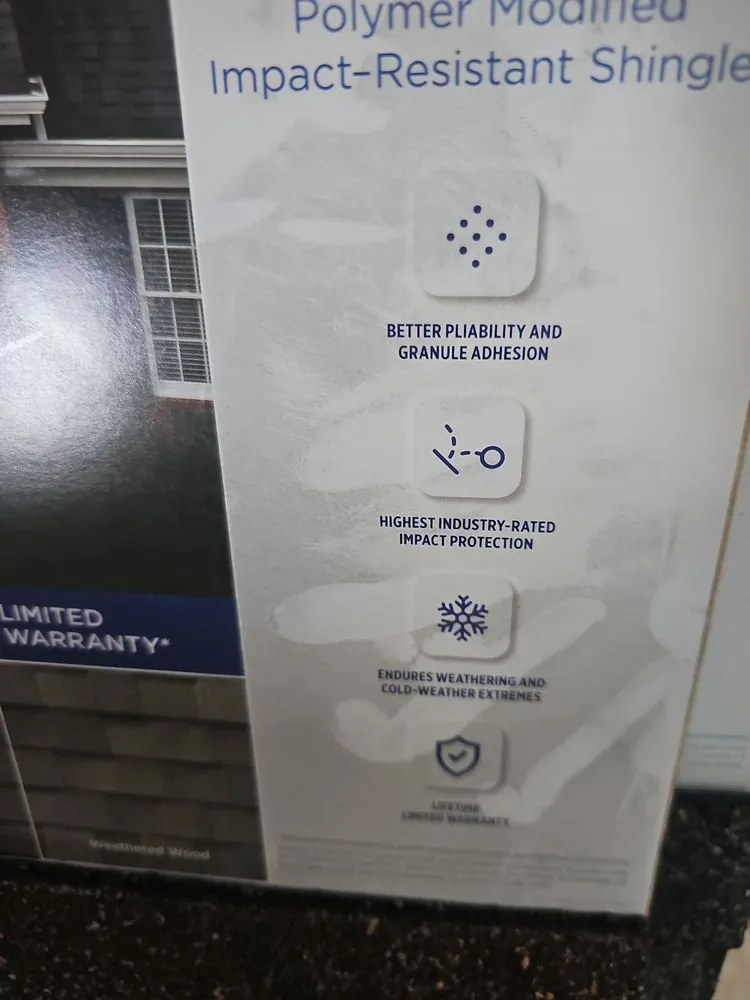 Polymer Modified
Impact-Resistant Shingle
BETTER PLIABILITY AND
GRANULE ADHESION
HIGHEST INDUSTRY-RATED
IMPACT PROTECTION
ENDURES WEATHERING AND
COLD-WEATHER EXTREMES
LIFETIME
LIMITED WARRANTY
LIMITED
WARRANTY*
Weathered Wood